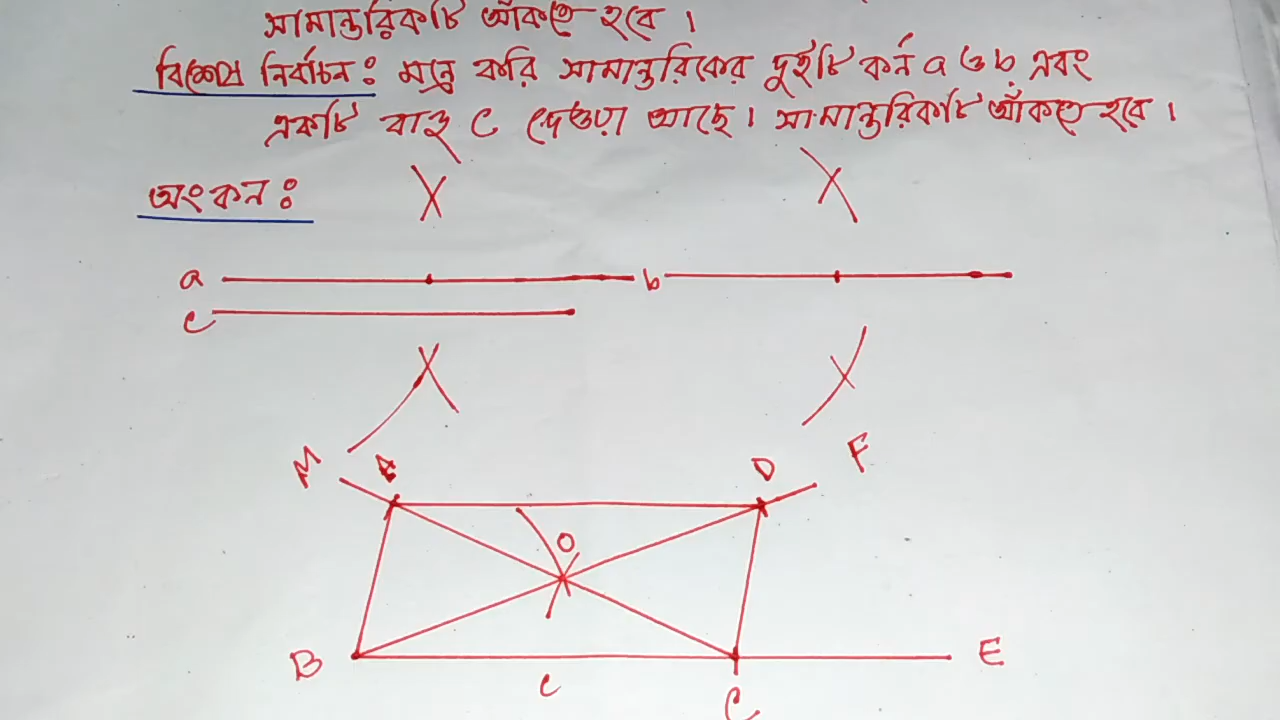 সামান্তরিকটি আঁকতে হবে।
বিশেষ নির্বাচন: মনে করি সামান্তরিকের দুইটি কর্ন a ও b এবং
একটি বাহু c দেওয়া আছে। সামান্তরিকটি আঁকতে হবে।
অংকন:
a b
c
M A D F
O
B E
c C